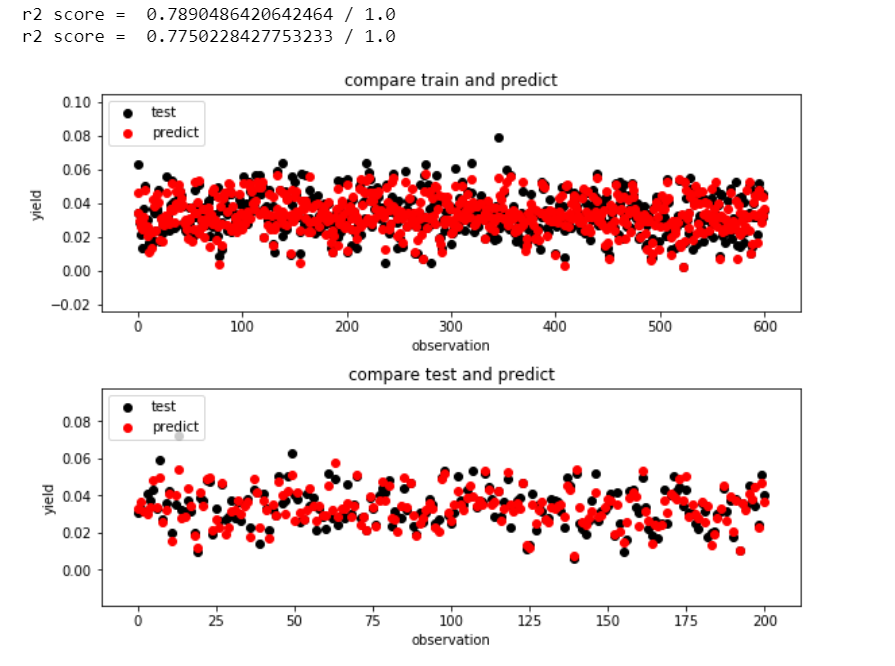 r2 score =  0.7890486420642464 / 1.0
r2 score =  0.7750228427753233 / 1.0
compare train and predict
test
predict
yield
0.10
0.08
0.06
0.04
0.02
0.00
−0.02
0 100 200 300 400 500 600
observation
compare test and predict
test
predict
yield
0.08
0.06
0.04
0.02
0.00
0 25 50 75 100 125 150 175 200
observation